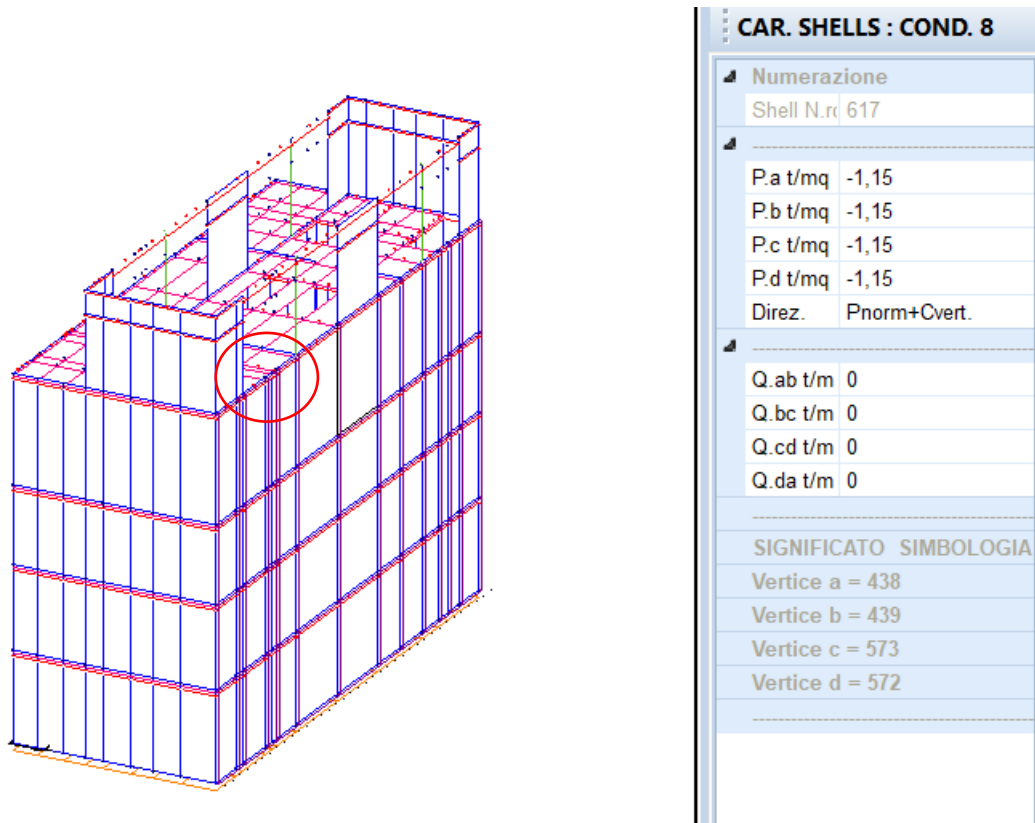 CAR. SHELLS : COND. 8
Numerazione
Shell N.r 617
P.a t/mq -1,15
P.b t/mq -1,15
P.c t/mq -1,15
P.d t/mq -1,15
Direz. Pnorm+Cvert.
Q.ab t/m 0
Q.bc t/m 0
Q.cd t/m 0
Q.da t/m 0
SIGNIFICATO SIMBOLOGIA
Vertice a = 438
Vertice b = 439
Vertice c = 573
Vertice d = 572